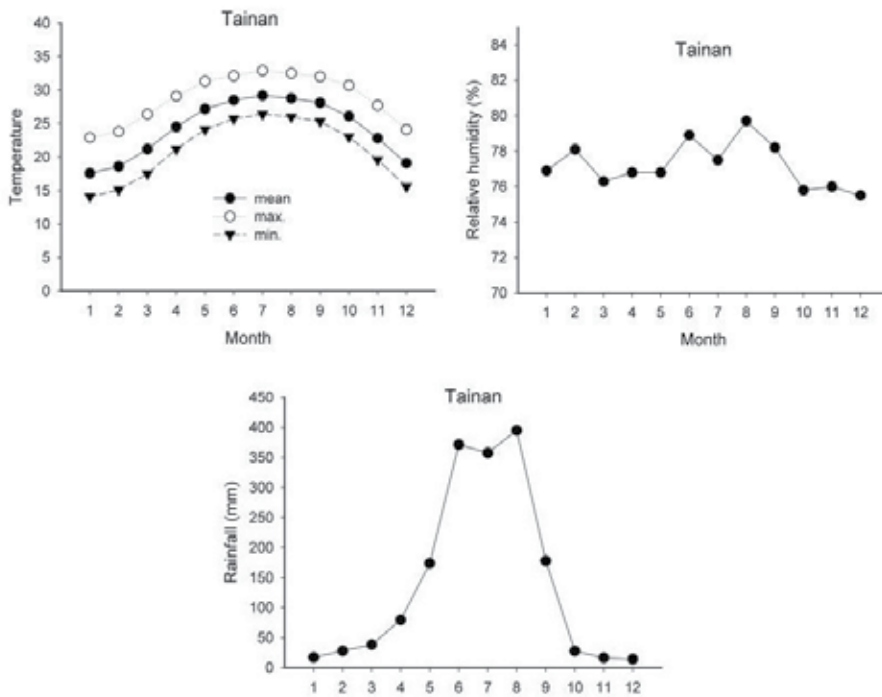 Tainan
40
35
30
25
20
15
10
5
0
Temperature
mean
max.
min.
1 2 3 4 5 6 7 8 9 10 11 12
Month
Tainan
84
82
80
78
76
74
72
70
Relative humidity (%)
1 2 3 4 5 6 7 8 9 10 11 12
Month
Tainan
450
400
350
300
250
200
150
100
50
0
Rainfall (mm)
1 2 3 4 5 6 7 8 9 10 11 12